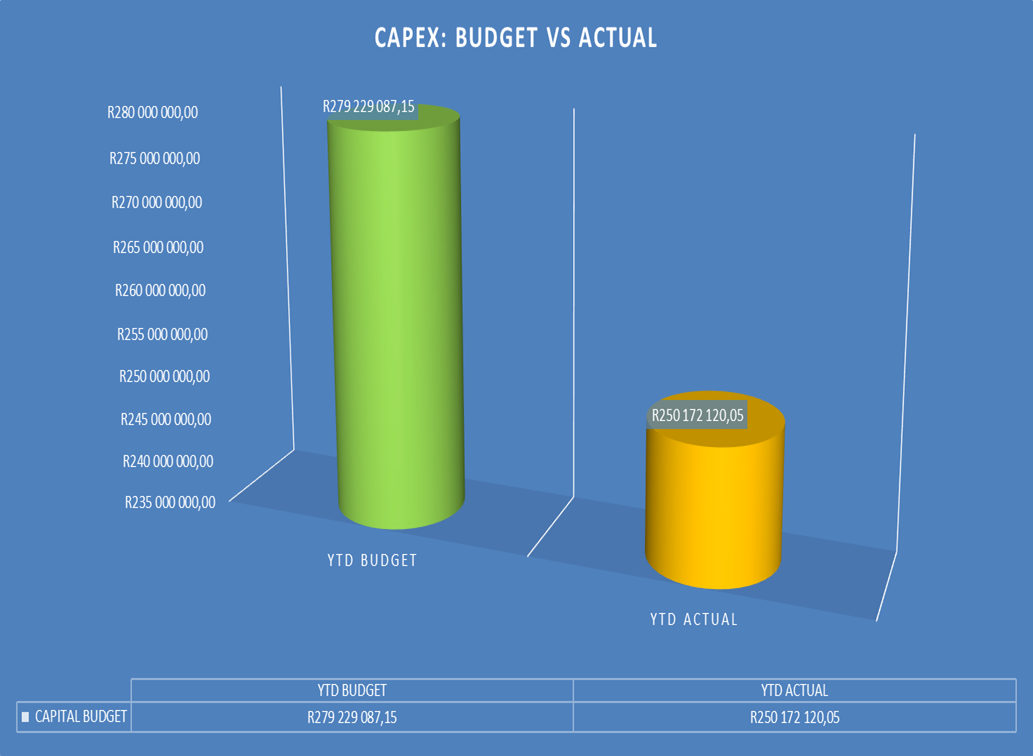 CAPEX: BUDGET VS ACTUAL
R280 000 000,00
R275 000 000,00
R270 000 000,00
R265 000 000,00
R260 000 000,00
R255 000 000,00
R250 000 000,00
R245 000 000,00
R240 000 000,00
R235 000 000,00
R279 229 087,15
R250 172 120,05
YTD BUDGET
YTD ACTUAL
YTD BUDGET YTD ACTUAL
CAPITAL BUDGET R279 229 087,15 R250 172 120,05